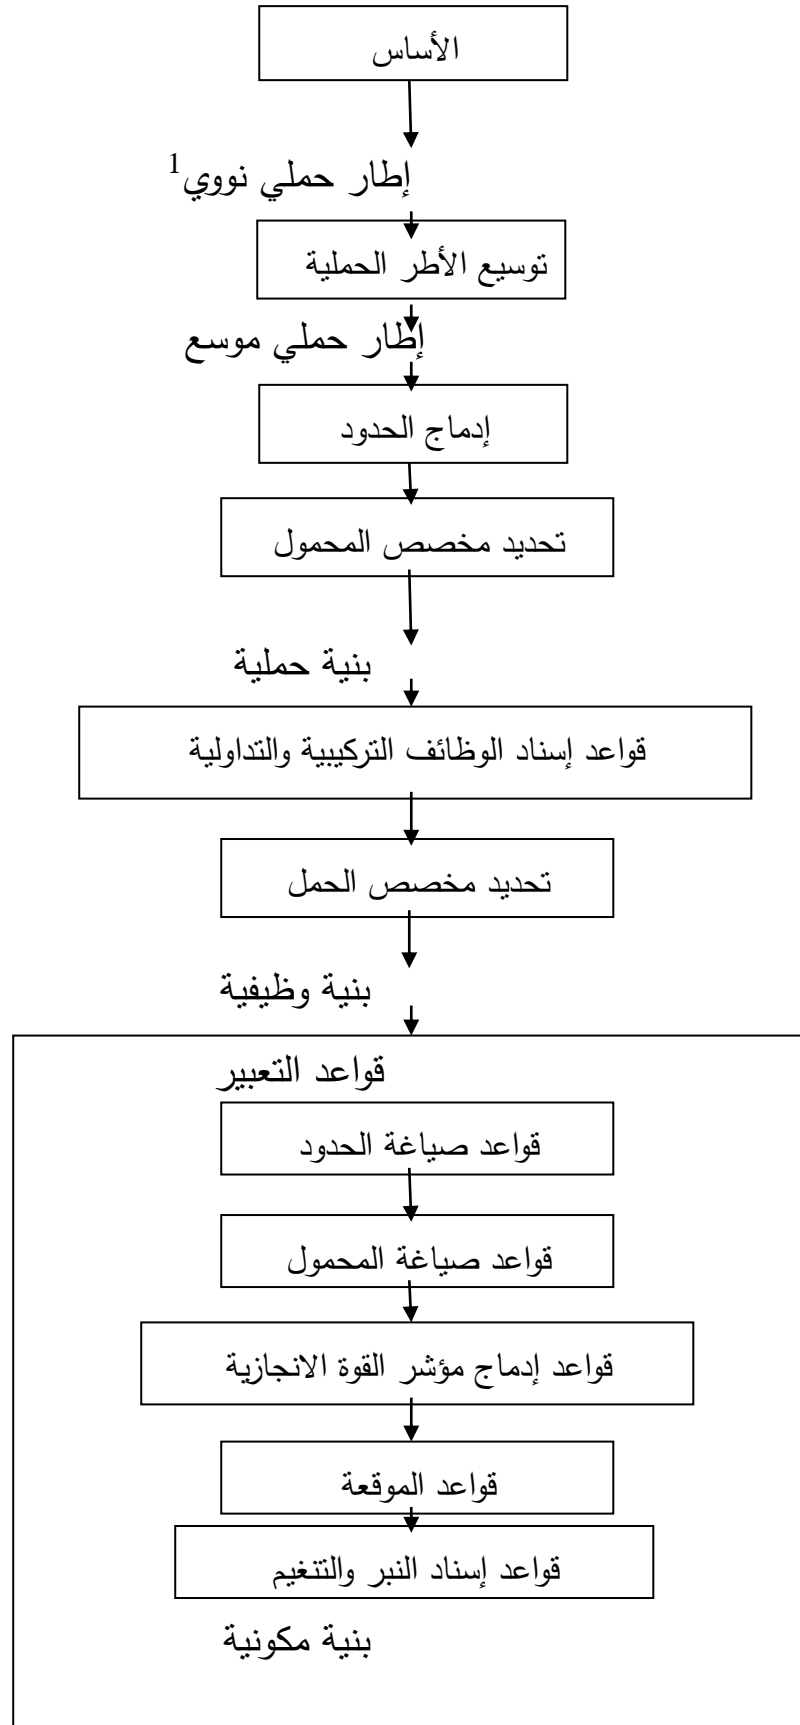 الأساس
إطار حملي نووي1
توسيع الأطر الحملية
إطار حملي موسع
إدماج الحدود
تحديد مخصص المحمول
بنية حملية
قواعد إسناد الوظائف التركيبية والتداولية
تحديد مخصص الحمل
بنية وظيفية
قواعد التعبير
قواعد صياغة الحدود
قواعد صياغة المحمول
قواعد إدماج مؤشر القوة الانجازية
قواعد الموقعة
قواعد إسناد النبر والتنغيم
بنية مكونية